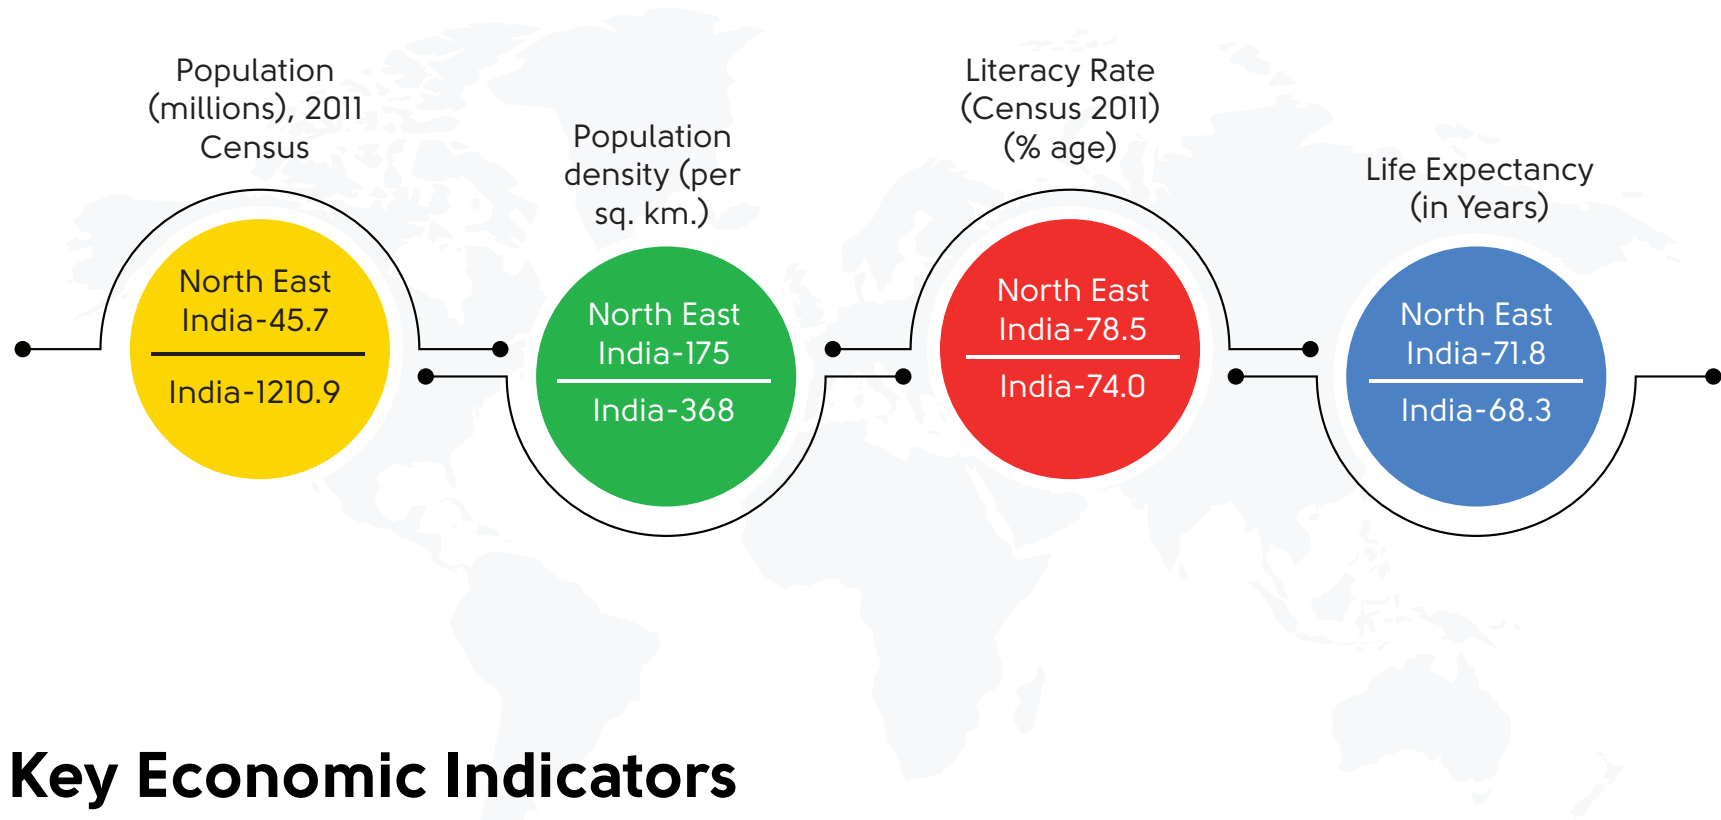 Population
(millions), 2011
Census
North East
India-45.7
India-1210.9
Population
density (per
sq. km.)
North East
India-175
India-368
Literacy Rate
(Census 2011)
(% age)
North East
India-78.5
India-74.0
Life Expectancy
(in Years)
North East
India-71.8
India-68.3
Key Economic Indicators